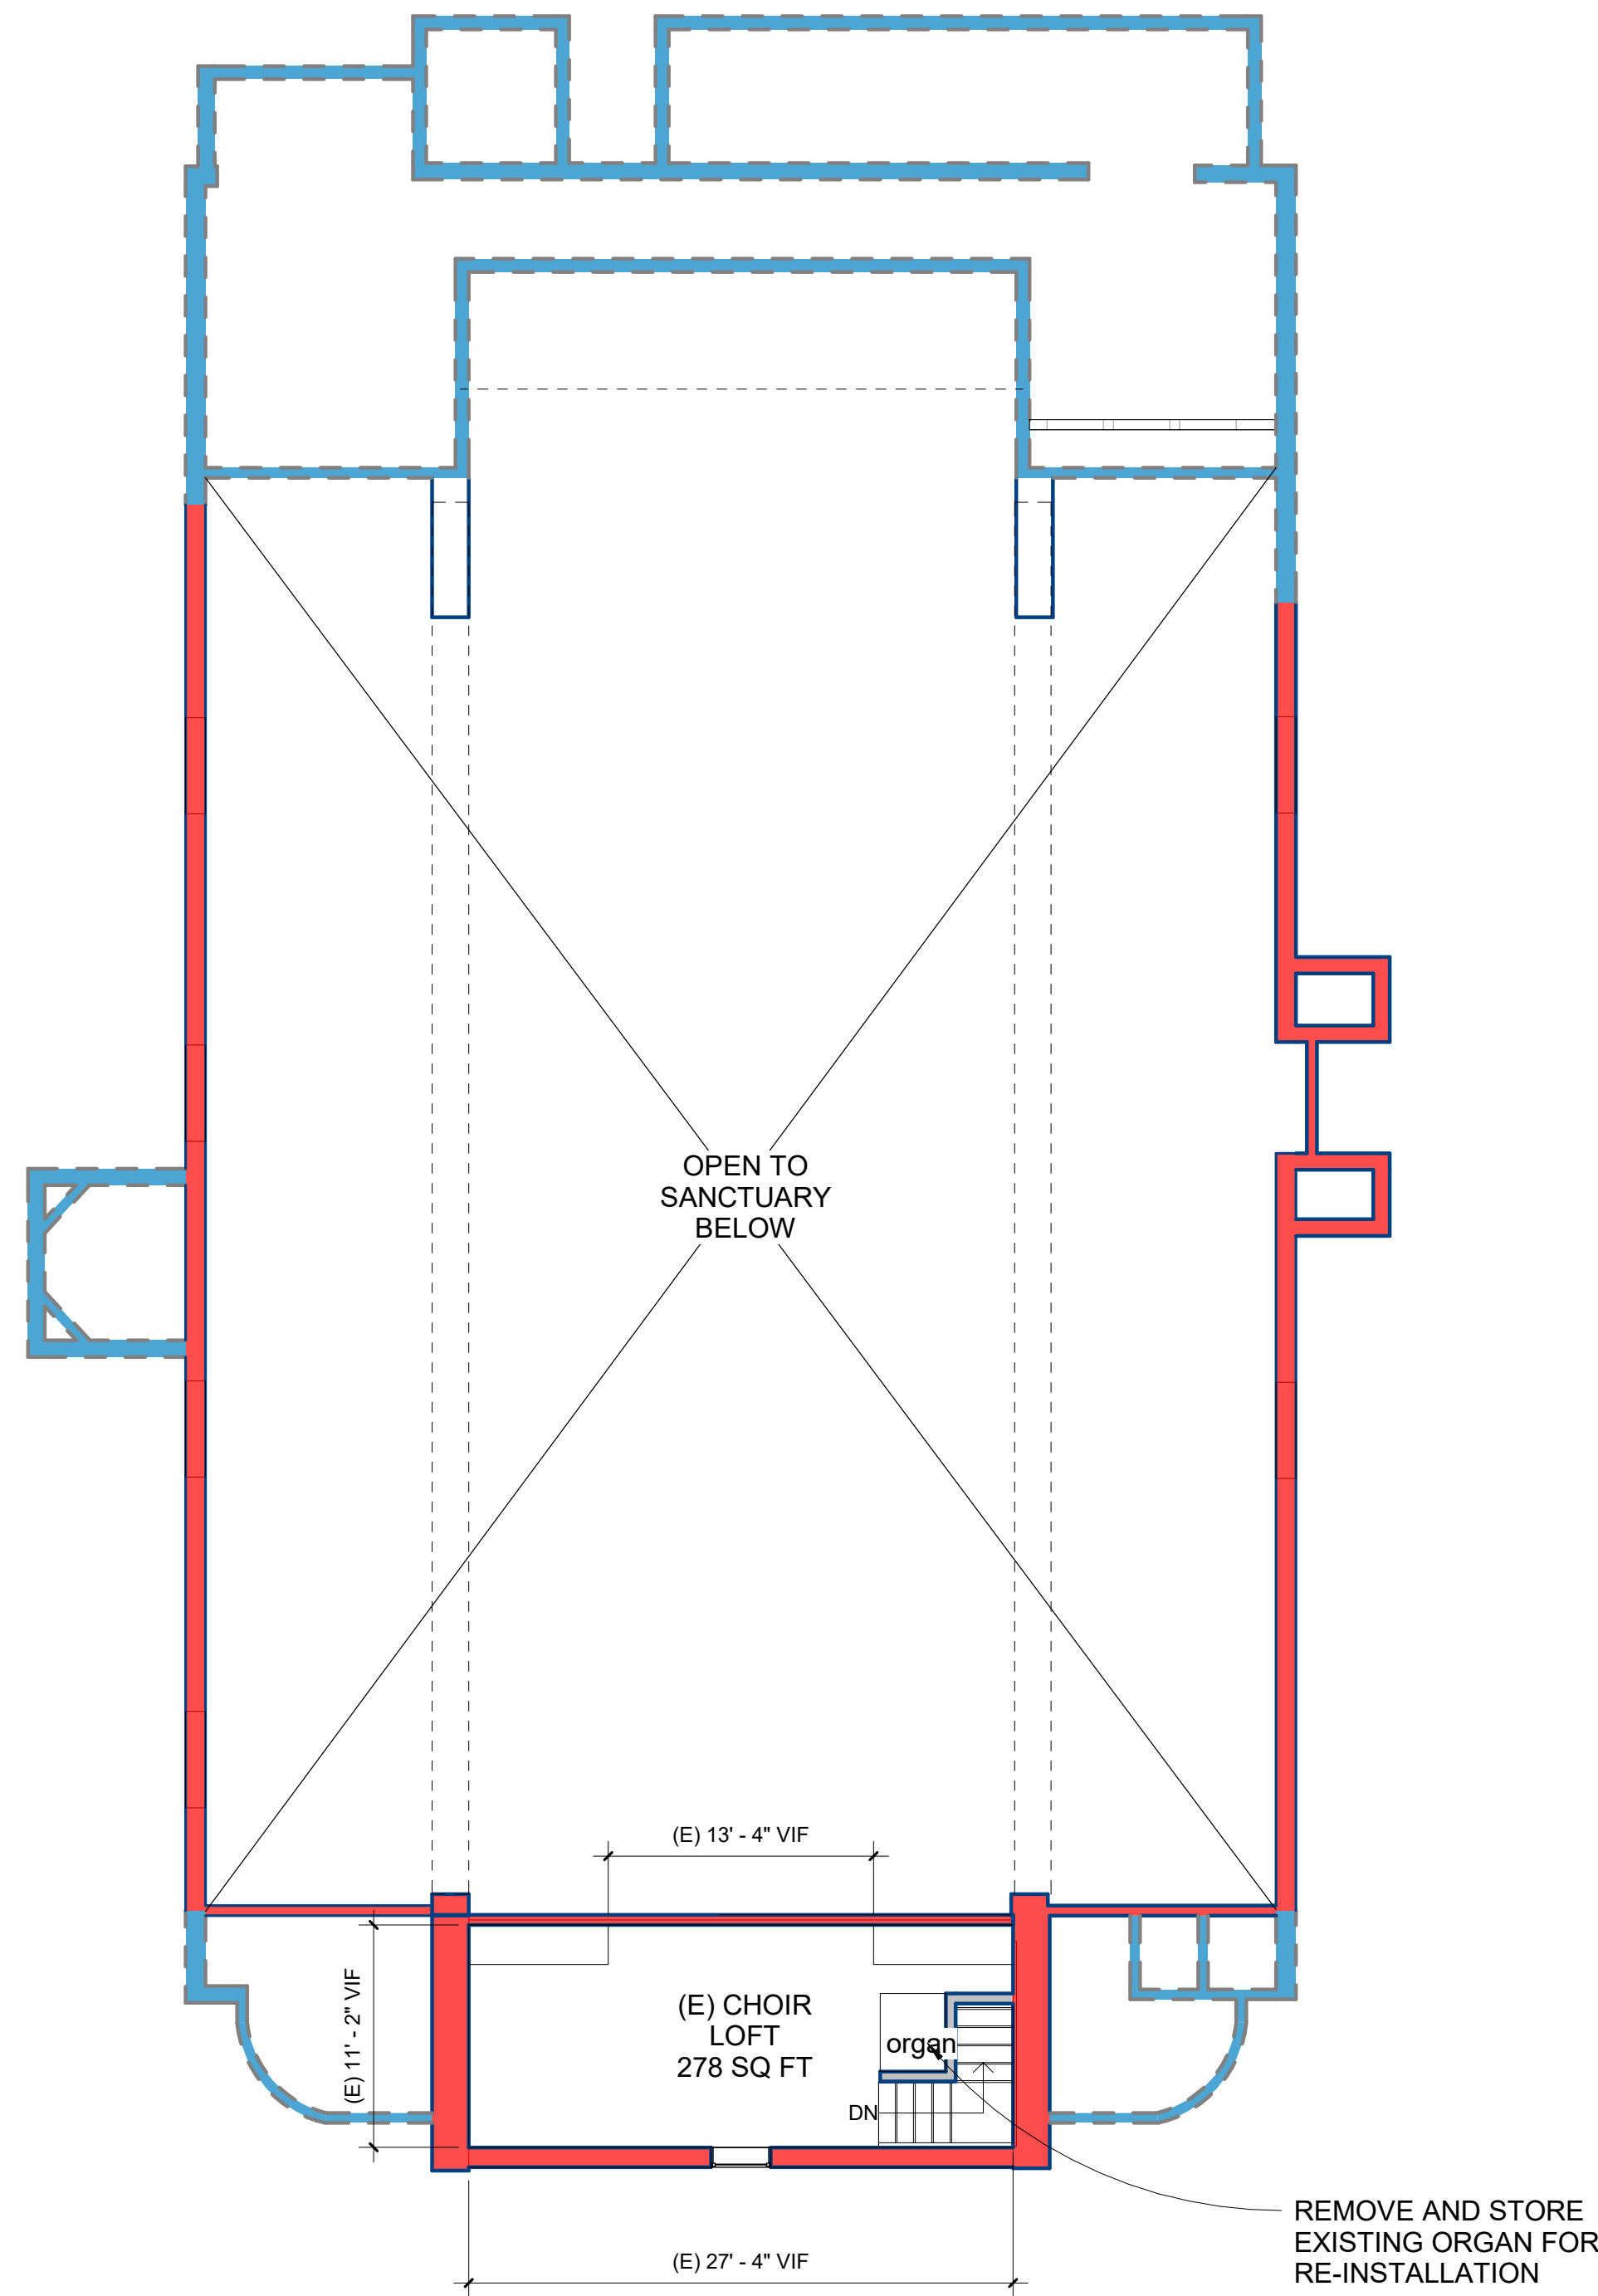 OPEN TO
SANCTUARY
BELOW
(E) 13' - 4" VIF
(E) 11' - 2" VIF
(E) CHOIR
LOFT
278 SQ FT
organ
DN
REMOVE AND STORE
EXISTING ORGAN FOR
RE-INSTALLATION
(E) 27' - 4" VIF